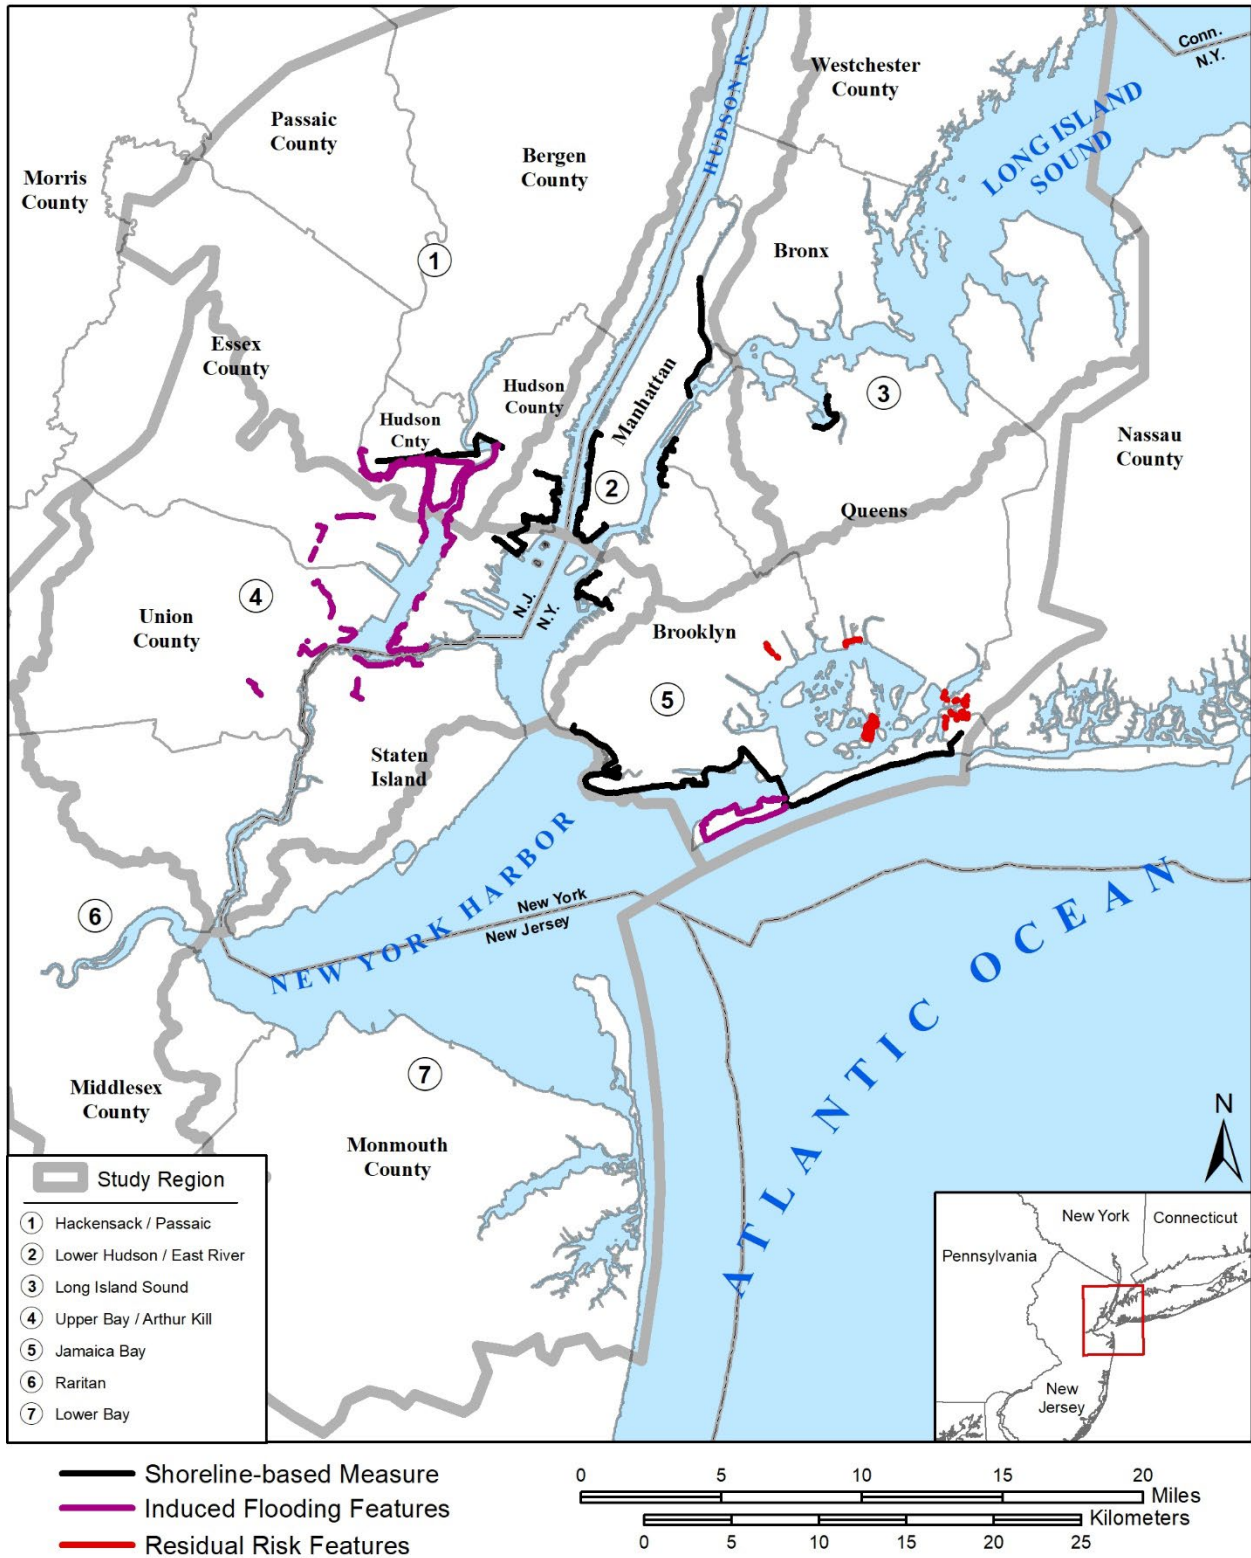 Conn.
N.Y.
Westchester
County
HUDSON R.
LONG ISLAND
SOUND
Passaic
County
Bergen
County
Morris
County
Bronx
1
Essex
County
Hudson
County
Manhattan
3
Hudson
Cnty
Nassau
County
2
Queens
4
N.J.
N.Y.
Union
County
Brooklyn
5
Staten
Island
NEW YORK HARBOR
New York
New Jersey
6
ATLANTIC OCEAN
7
Middlesex
County
Monmouth
County
N
Study Region
1 Hackensack / Passaic
2 Lower Hudson / East River
3 Long Island Sound
4 Upper Bay / Arthur Kill
5 Jamaica Bay
6 Raritan
7 Lower Bay
New York
Connecticut
Pennsylvania
New
Jersey
Shoreline-based Measure
Induced Flooding Features
Residual Risk Features
0 5 10 15 20
Miles
Kilometers
0 5 10 15 20 25